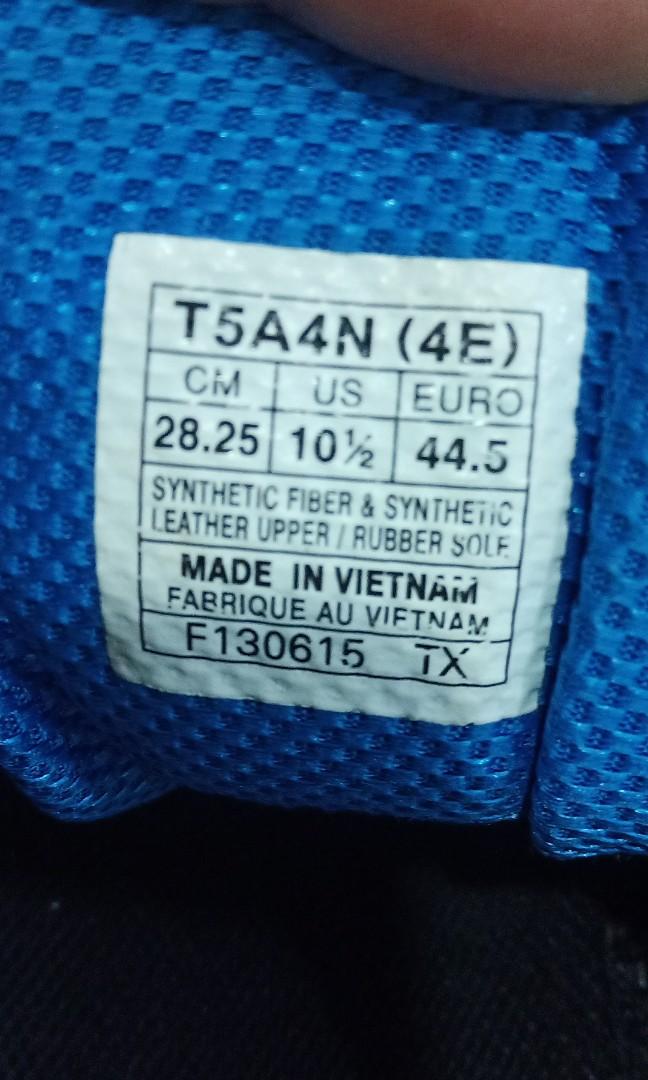 T5A4N (4E)
CM US EURO
28.25 10½ 44.5
SYNTHETIC FIBER & SYNTHETIC
LEATHER UPPER / RUBBER SOLE
MADE IN VIETNAM
FABRIQUE AU VIETNAM
F130615 TX